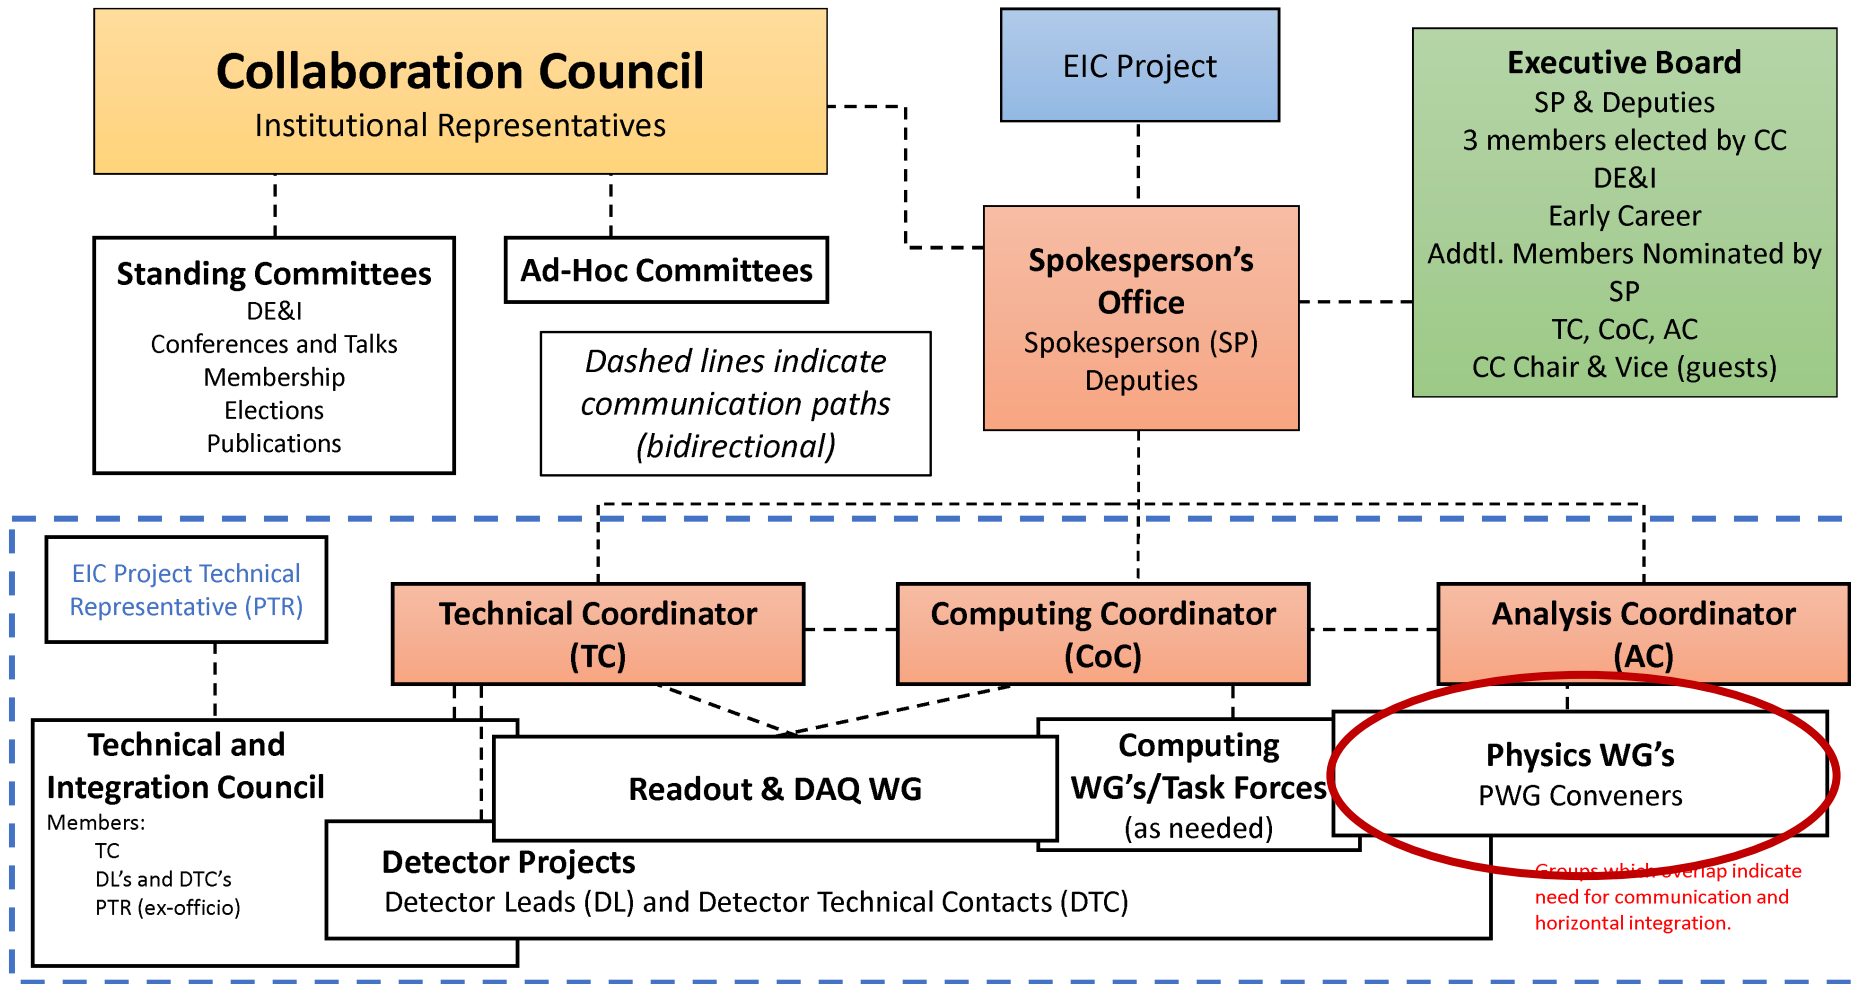 Collaboration Council
Institutional Representatives
EIC Project
Executive Board
SP & Deputies
3 members elected by CC
DE&I
Early Career
Addtl. Members Nominated by
SP
TC, CoC, AC
CC Chair & Vice (guests)
Standing Committees
DE&I
Conferences and Talks
Membership
Elections
Publications
Ad-Hoc Committees
Dashed lines indicate
communication paths
(bidirectional)
Spokesperson’s
Office
Spokesperson (SP)
Deputies
EIC Project Technical
Representative (PTR)
Technical Coordinator
(TC)
Computing Coordinator
(CoC)
Analysis Coordinator
(AC)
Technical and
Integration Council
Members:
TC
DL’s and DTC’s
PTR (ex-officio)
Readout & DAQ WG
Computing
WG’s/Task Forces
(as needed)
Physics WG’s
PWG Conveners
Detector Projects
Detector Leads (DL) and Detector Technical Contacts (DTC)
Groups which overlap indicate
need for communication and
horizontal integration.